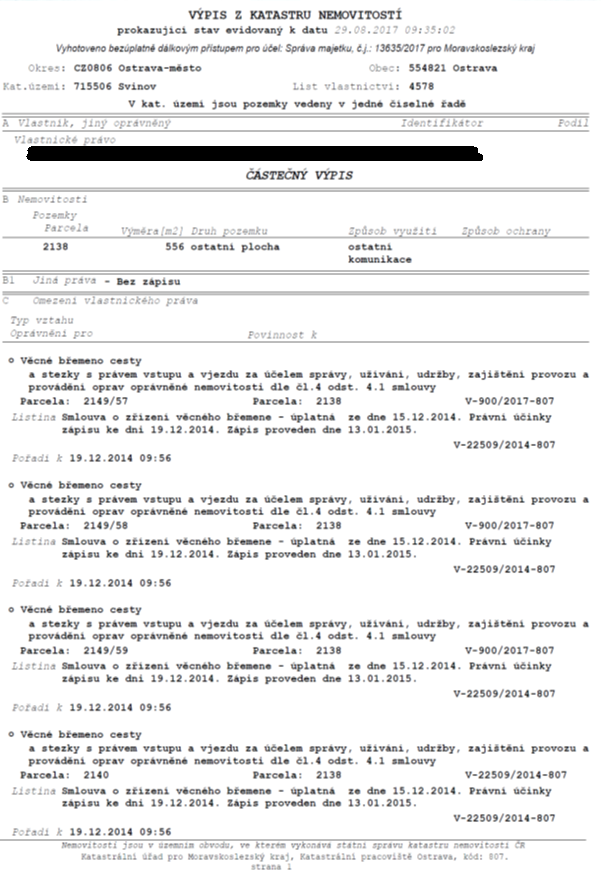 VÝPIS Z KATASTRU NEMOVITOSTÍ
prokazující stav evidovaný k datu 29.08.2017 09:35:02
Vyhotoveno bezúplatně dálkovým přístupem pro účel: Správa majetku, č.j.: 13635/2017 pro Moravskoslezský kraj
Okres: CZ0806 Ostrava-město Obec: 554821 Ostrava
Kat.území: 715506 Svinov List vlastnictví: 4578
V kat. území jsou pozemky vedeny v jedné číselné řadě
A Vlastník, jiný oprávněný Identifikátor Podíl
Vlastnické právo
ČÁSTEČNÝ VÝPIS
B Nemovitosti
Pozemky
Parcela Výměra[m2] Druh pozemku Způsob využití Způsob ochrany
2138 556 ostatní plocha ostatní
komunikace
B1 Jiná práva - Bez zápisu
C Omezení vlastnického práva
Typ vztahu
Oprávnění pro Povinnost k
o Věcné břemeno cesty
a stezky s právem vstupu a vjezdu za účelem správy, užívání, udržby, zajištění provozu a
provádění oprav oprávněné nemovitosti dle čl.4 odst. 4.1 smlouvy
Parcela: 2149/57 Parcela: 2138 V-900/2017-807
Listina Smlouva o zřízení věcného břemene - úplatná ze dne 15.12.2014. Právní účinky
zápisu ke dni 19.12.2014. Zápis proveden dne 13.01.2015.
V-22509/2014-807
Pořadí k 19.12.2014 09:56
o Věcné břemeno cesty
a stezky s právem vstupu a vjezdu za účelem správy, užívání, udržby, zajištění provozu a
provádění oprav oprávněné nemovitosti dle čl.4 odst. 4.1 smlouvy
Parcela: 2149/58 Parcela: 2138 V-900/2017-807
Listina Smlouva o zřízení věcného břemene - úplatná ze dne 15.12.2014. Právní účinky
zápisu ke dni 19.12.2014. Zápis proveden dne 13.01.2015.
V-22509/2014-807
Pořadí k 19.12.2014 09:56
o Věcné břemeno cesty
a stezky s právem vstupu a vjezdu za účelem správy, užívání, udržby, zajištění provozu a
provádění oprav oprávněné nemovitosti dle čl.4 odst. 4.1 smlouvy
Parcela: 2149/59 Parcela: 2138 V-900/2017-807
Listina Smlouva o zřízení věcného břemene - úplatná ze dne 15.12.2014. Právní účinky
zápisu ke dni 19.12.2014. Zápis proveden dne 13.01.2015.
V-22509/2014-807
Pořadí k 19.12.2014 09:56
o Věcné břemeno cesty
a stezky s právem vstupu a vjezdu za účelem správy, užívání, udržby, zajištění provozu a
provádění oprav oprávněné nemovitosti dle čl.4 odst. 4.1 smlouvy
Parcela: 2140 Parcela: 2138 V-22509/2014-807
Listina Smlouva o zřízení věcného břemene - úplatná ze dne 15.12.2014. Právní účinky
zápisu ke dni 19.12.2014. Zápis proveden dne 13.01.2015.
V-22509/2014-807
Pořadí k 19.12.2014 09:56
Nemovitosti jsou v územním obvodu, ve kterém vykonává státní správu katastru nemovitostí ČR
Katastrální úřad pro Moravskoslezský kraj, Katastrální pracoviště Ostrava, kód: 807.
strana 1